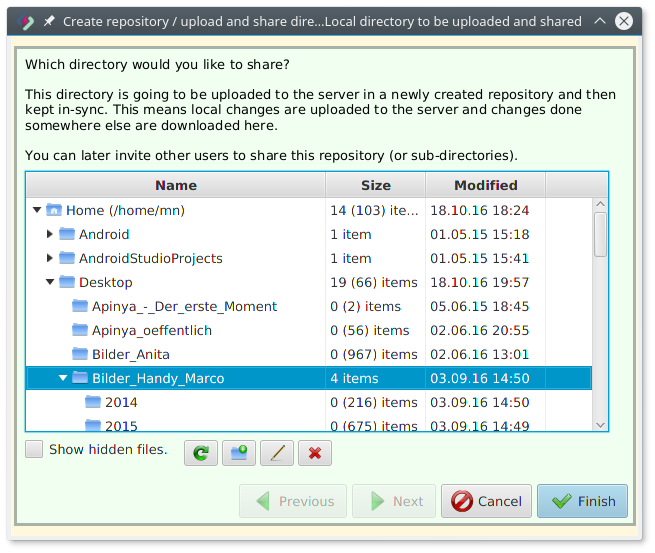 Create repository / upload and share dire...Local directory to be uploaded and shared
Which directory would you like to share?
This directory is going to be uploaded to the server in a newly created repository and then
kept in-sync. This means local changes are uploaded to the server and changes done
somewhere else are downloaded here.
You can later invite other users to share this repository (or sub-directories).
Name Size Modified
Home (/home/mn) 14 (103) ite... 18.10.16 18:24
Android 1 item 01.05.15 15:18
AndroidStudioProjects 1 item 01.05.15 15:41
Desktop 19 (66) items 18.10.16 19:57
Apinya_-_Der_erste_Moment 0 (2) items 05.06.15 18:45
Apinya_oeffentlich 0 (56) items 02.06.16 20:55
Bilder_Anita 0 (967) items 02.06.16 13:01
Bilder_Handy_Marco 4 items 03.09.16 14:50
2014 0 (216) items 03.09.16 14:50
2015 0 (675) items 03.09.16 14:49
Show hidden files.
Previous Next Cancel Finish